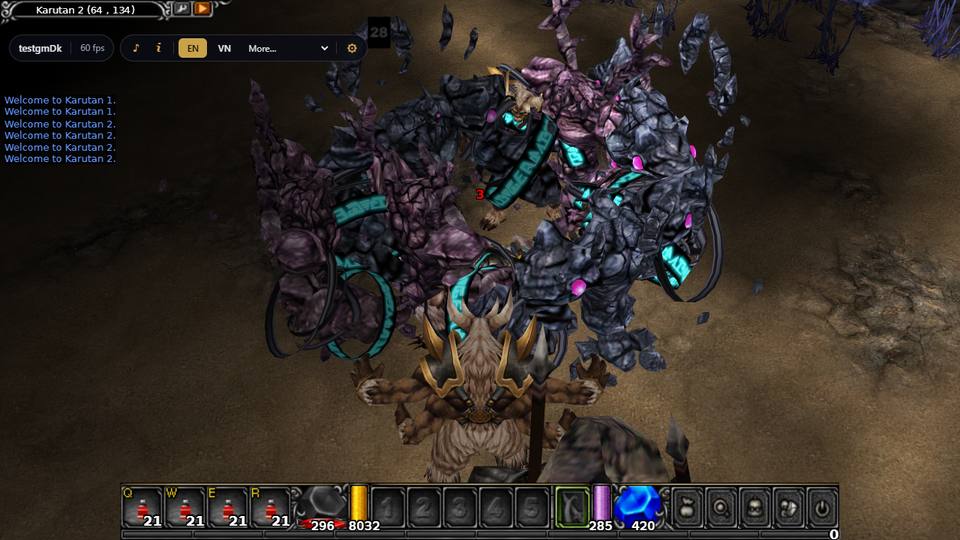 Karutan 2 (64 , 134)
testgmDk 60 fps EN VN More...
28
Welcome to Karutan 1.
Welcome to Karutan 1.
Welcome to Karutan 2.
Welcome to Karutan 2.
Welcome to Karutan 2.
Welcome to Karutan 2.
3
Q W E R
21 21 21 21 296 8032 1 2 3 4 5 285 420
0